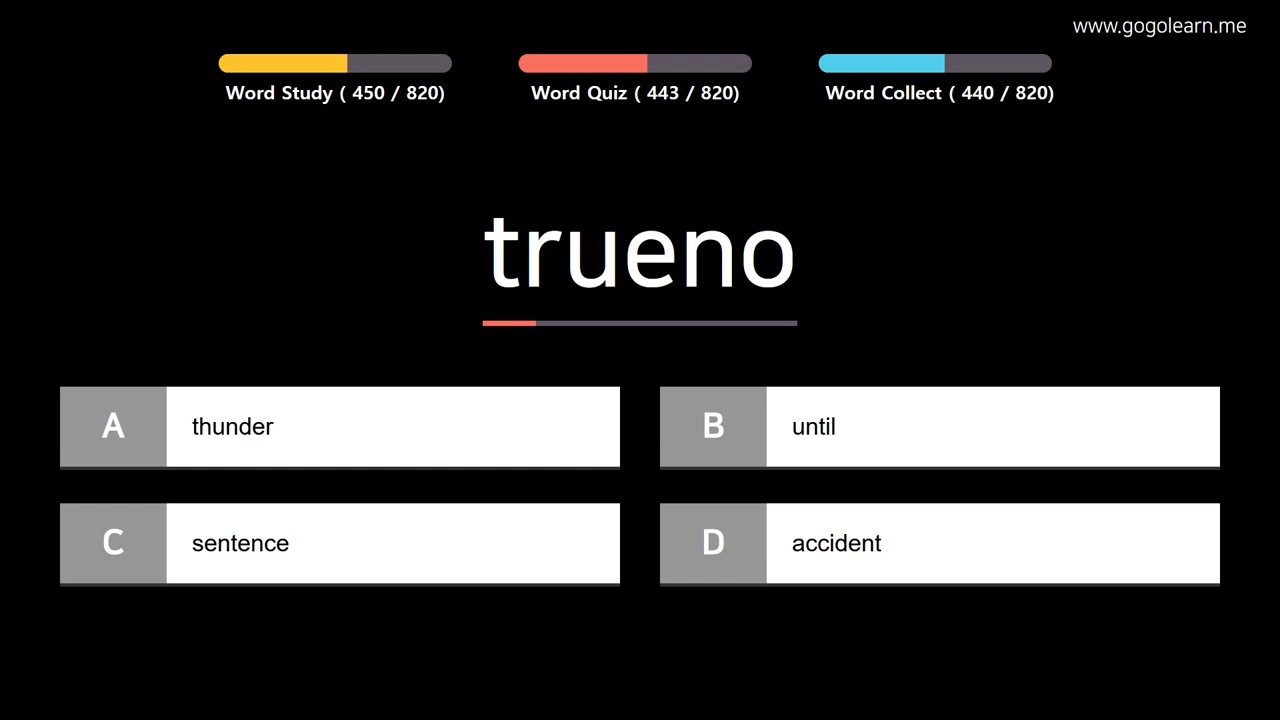 www.gogolearn.me
Word Study ( 450 / 820)
Word Quiz ( 443 / 820)
Word Collect ( 440 / 820)
trueno
A thunder
B until
C sentence
D accident